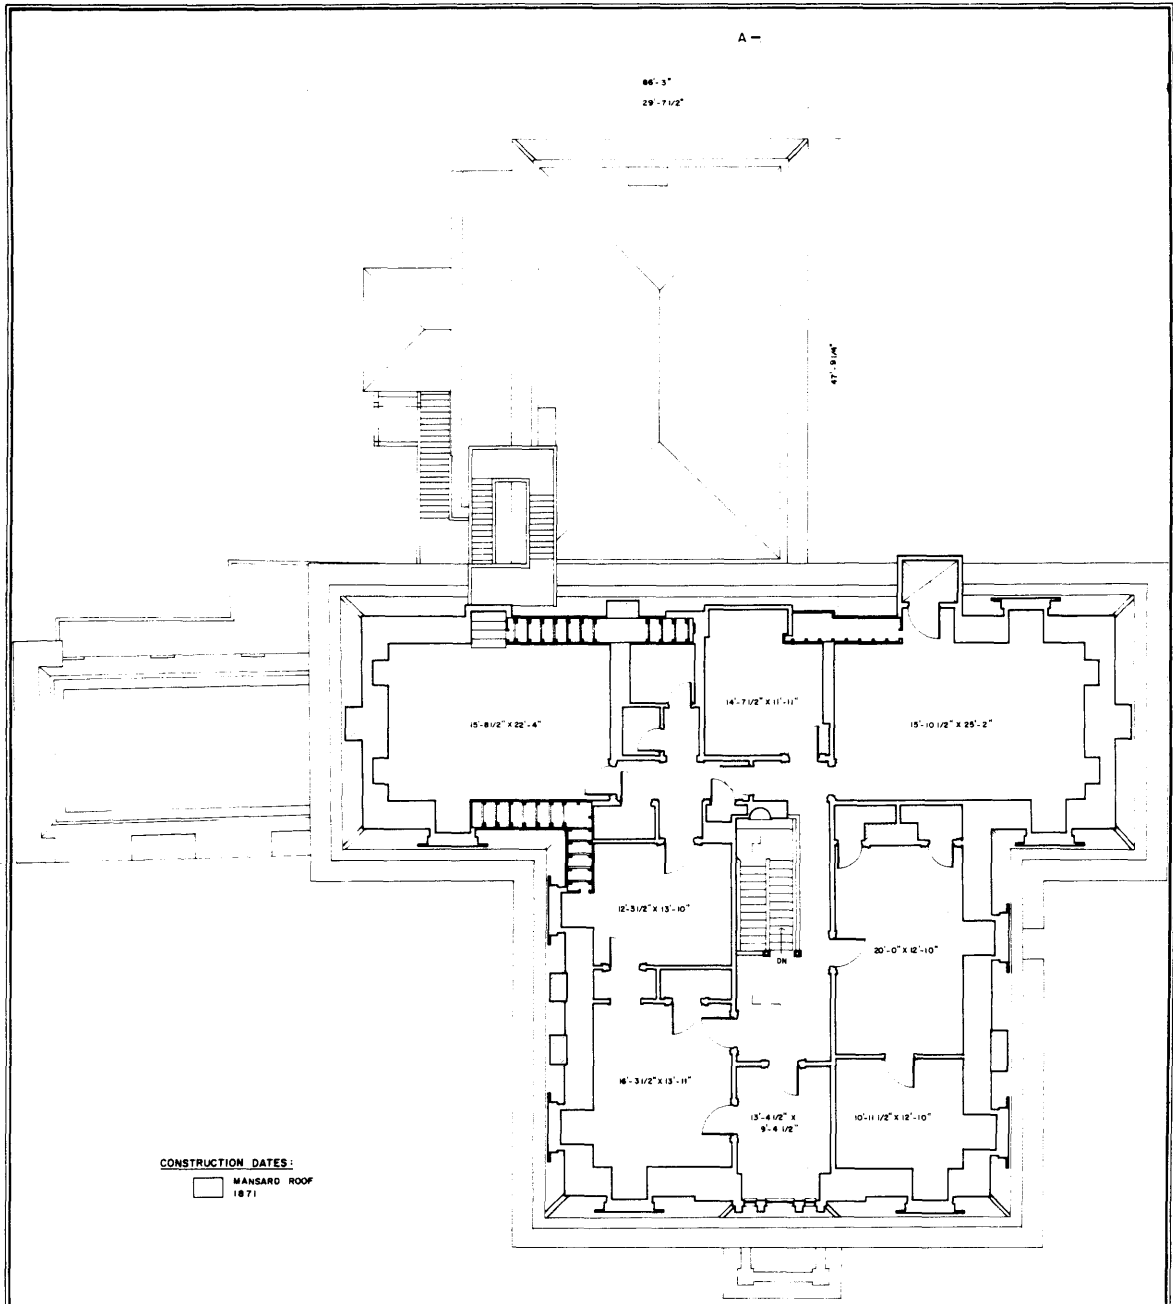 A –
86'-3"
29'-7 1/2"
47'-9 1/4"
14'-7 1/2" X 11'-11"
15'-8 1/2" X 22'-4"
15'-10 1/2" X 25'-2"
12'-3 1/2" X 13'-10"
20'-0" X 12'-10"
DN
16'-3 1/2" X 13'-11"
13'-4 1/2" X
9'-4 1/2"
10'-11 1/2" X 12'-10"
CONSTRUCTION DATES:
MANSARD ROOF
1871